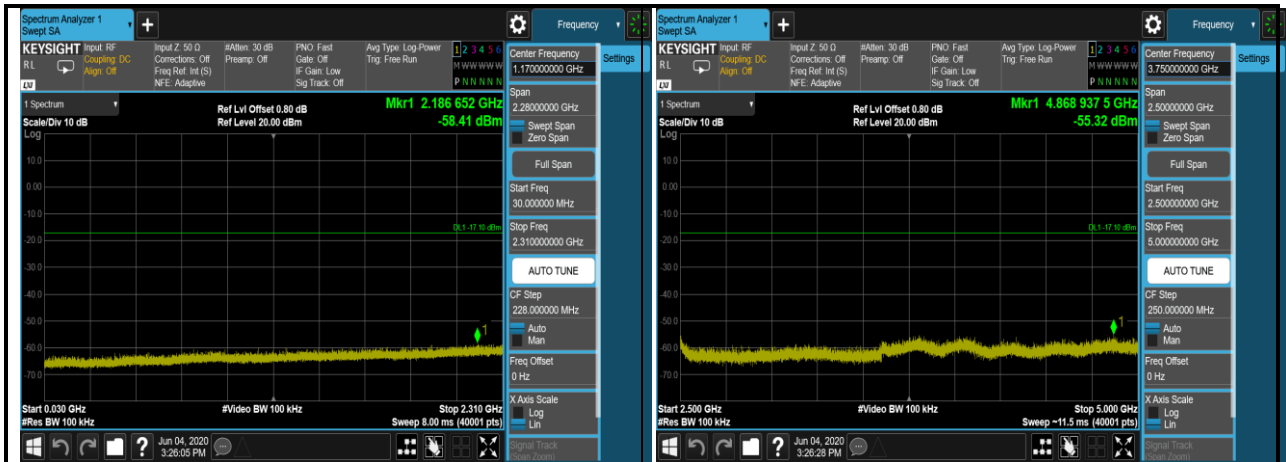 Spectrum Analyzer 1
Swept SA
Frequency
KEYSIGHT
RL
LXI
Input: RF
Coupling: DC
Align: Off
Input Z: 50 Ω
Corrections: Off
Freq Ref: Int (S)
NFE: Adaptive
#Atten: 30 dB
Preamp: Off
PNO: Fast
Gate: Off
IF Gain: Low
Sig Track: Off
Avg Type: Log-Power
Trig: Free Run
1 2 3 4 5 6
M W W W W W
P N N N N N
1 Spectrum
Scale/Div 10 dB
Log
Ref Lvl Offset 0.80 dB
Ref Level 20.00 dBm
Mkr1 2.186 652 GHz
-58.41 dBm
10.0
0.00
-10.0
-20.0
-30.0
-40.0
-50.0
-60.0
-70.0
DL1 -17.10 dBm
1
Start 0.030 GHz
#Res BW 100 kHz
#Video BW 100 kHz
Stop 2.310 GHz
Sweep 8.00 ms (40001 pts)
Center Frequency
1.170000000 GHz
Span
2.28000000 GHz
Swept Span
Zero Span
Full Span
Start Freq
30.000000 MHz
Stop Freq
2.310000000 GHz
AUTO TUNE
CF Step
228.000000 MHz
Auto
Man
Freq Offset
0 Hz
X Axis Scale
Log
Lin
Signal Track
(Span Zoom)
Settings
?
Jun 04, 2020
3:26:05 PM
Spectrum Analyzer 1
Swept SA
Frequency
KEYSIGHT
RL
LXI
Input: RF
Coupling: DC
Align: Off
Input Z: 50 Ω
Corrections: Off
Freq Ref: Int (S)
NFE: Adaptive
#Atten: 30 dB
Preamp: Off
PNO: Fast
Gate: Off
IF Gain: Low
Sig Track: Off
Avg Type: Log-Power
Trig: Free Run
1 2 3 4 5 6
M W W W W W
P N N N N N
1 Spectrum
Scale/Div 10 dB
Log
Ref Lvl Offset 0.80 dB
Ref Level 20.00 dBm
Mkr1 4.868 937 5 GHz
-55.32 dBm
10.0
0.00
-10.0
-20.0
-30.0
-40.0
-50.0
-60.0
-70.0
DL1 -17.10 dBm
1
Start 2.500 GHz
#Res BW 100 kHz
#Video BW 100 kHz
Stop 5.000 GHz
Sweep ~11.5 ms (40001 pts)
Center Frequency
3.750000000 GHz
Span
2.50000000 GHz
Swept Span
Zero Span
Full Span
Start Freq
2.500000000 GHz
Stop Freq
5.000000000 GHz
AUTO TUNE
CF Step
250.000000 MHz
Auto
Man
Freq Offset
0 Hz
X Axis Scale
Log
Lin
Signal Track
(Span Zoom)
Settings
?
Jun 04, 2020
3:26:28 PM